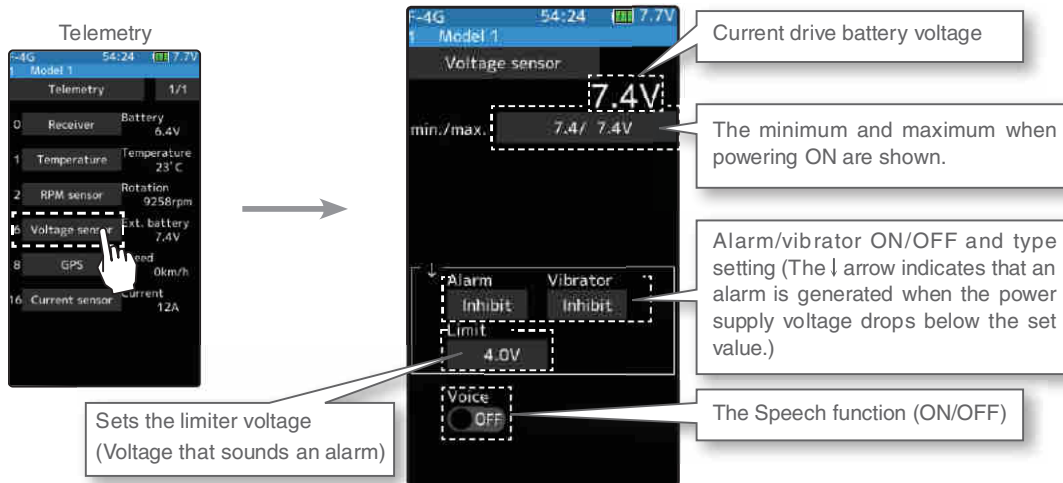 Telemetry
-4G 54:24 7.7V
1 Model 1
Telemetry 1/1
0 Receiver Battery
6.4V
1 Temperature Temperature
23°C
2 RPM sensor Rotation
9258rpm
6 Voltage sensor Ext. battery
7.4V
8 GPS
0km/h
16 Current sensor Current
12A
F-4G 54:24 7.7V
1 Model 1
Voltage sensor
7.4V
min./max. 7.4/ 7.4V
↓
Alarm Vibrator
Inhibit Inhibit
Limit
4.0V
Voice
OFF
Current drive battery voltage
The minimum and maximum when
powering ON are shown.
Alarm/vibrator ON/OFF and type
setting (The↓arrow indicates that an
alarm is generated when the power
supply voltage drops below the set
value.)
The Speech function (ON/OFF)
Sets the limiter voltage
(Voltage that sounds an alarm)